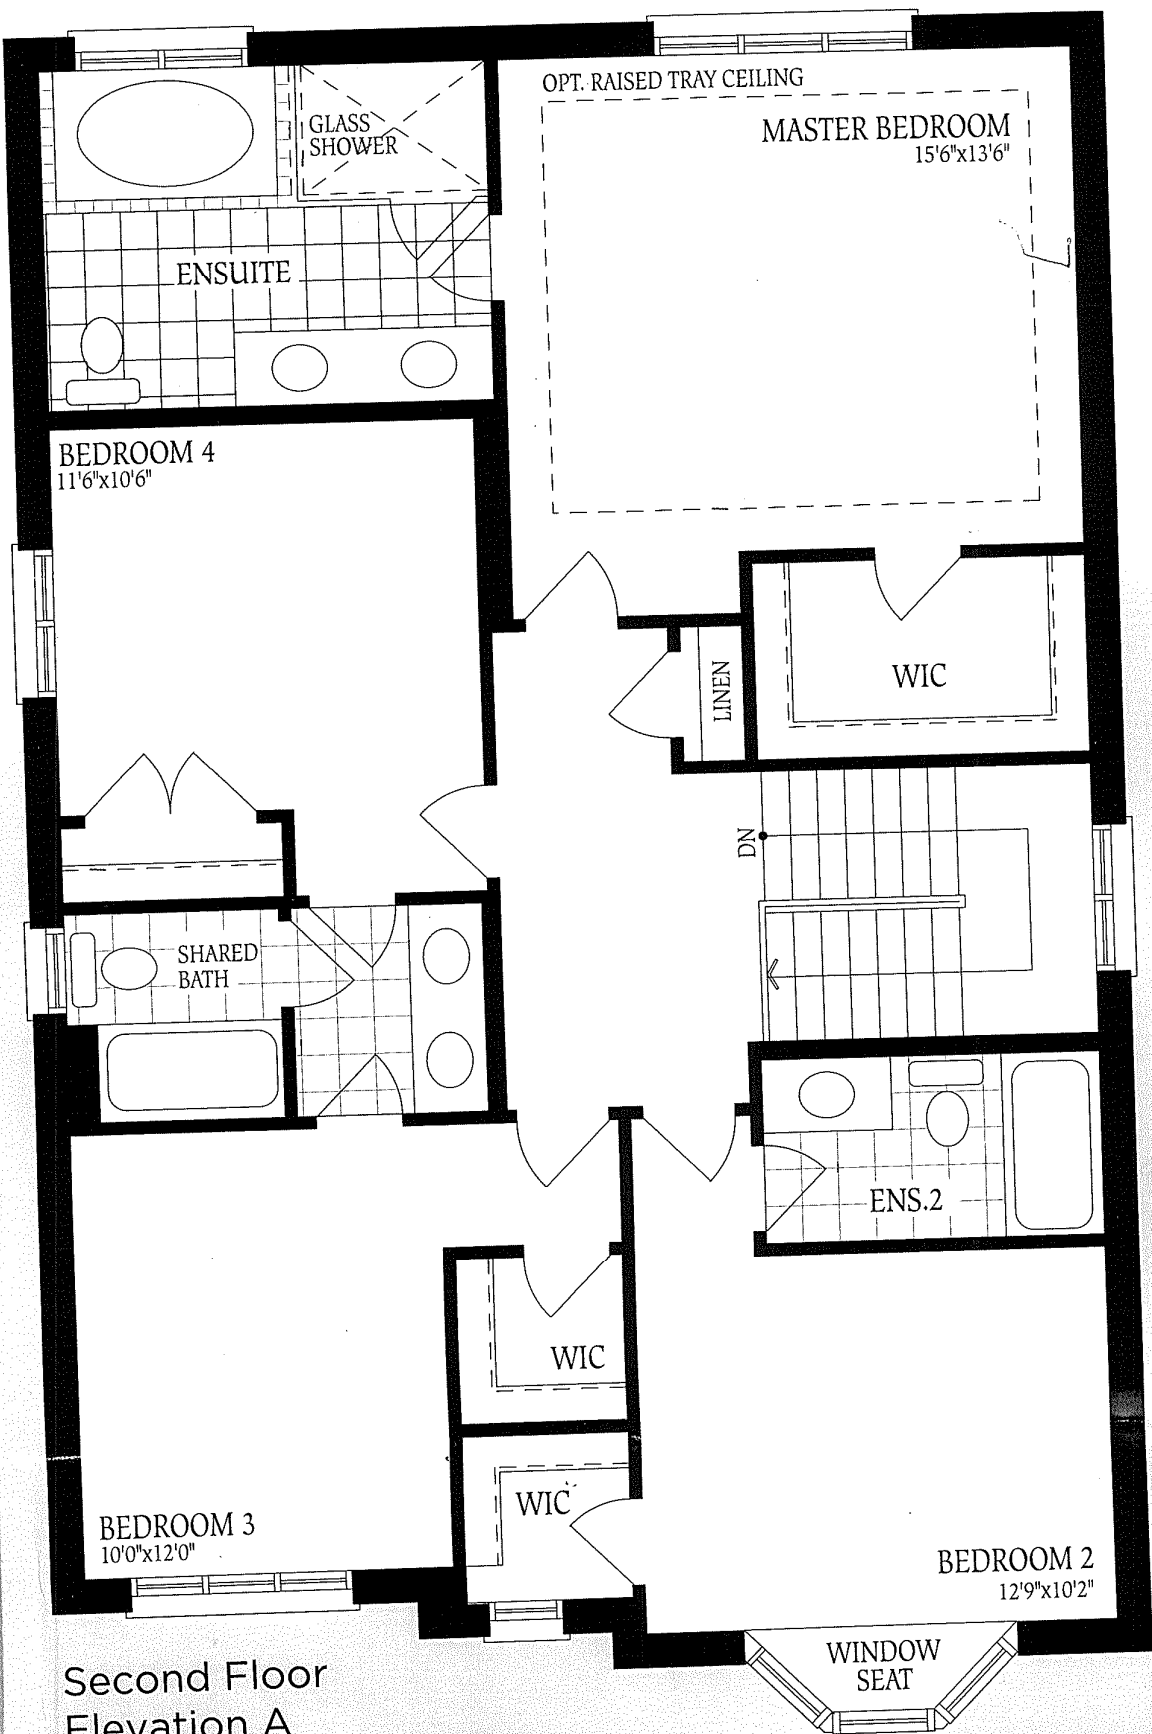 OPT. RAISED TRAY CEILING
MASTER BEDROOM
15'6"x13'6"
GLASS
SHOWER
ENSUITE
BEDROOM 4
11'6"x10'6"
LINEN
WIC
DN
SHARED
BATH
ENS.2
WIC
WIC
BEDROOM 3
10'0"x12'0"
BEDROOM 2
12'9"x10'2"
WINDOW
SEAT
Second Floor
Elevation A